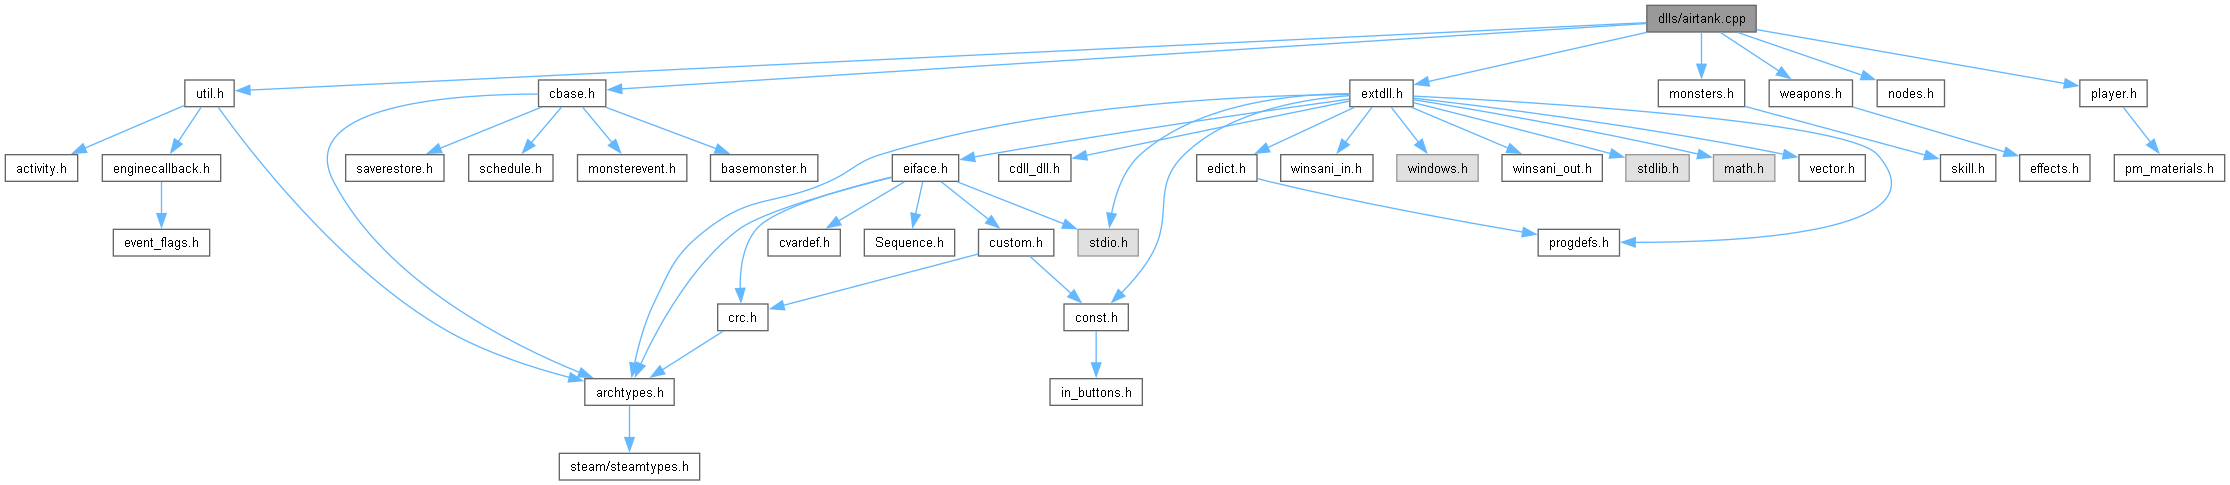 dlls/airtank.cpp
util.h
cbase.h
extdll.h
monsters.h
weapons.h
nodes.h
player.h
activity.h
enginecallback.h
saverestore.h
schedule.h
monsterevent.h
basemonster.h
eiface.h
cdll_dll.h
edict.h
winsani_in.h
windows.h
winsani_out.h
stdlib.h
math.h
vector.h
skill.h
effects.h
pm_materials.h
event_flags.h
cvardef.h
Sequence.h
custom.h
stdio.h
progdefs.h
crc.h
const.h
archtypes.h
in_buttons.h
steam/steamtypes.h